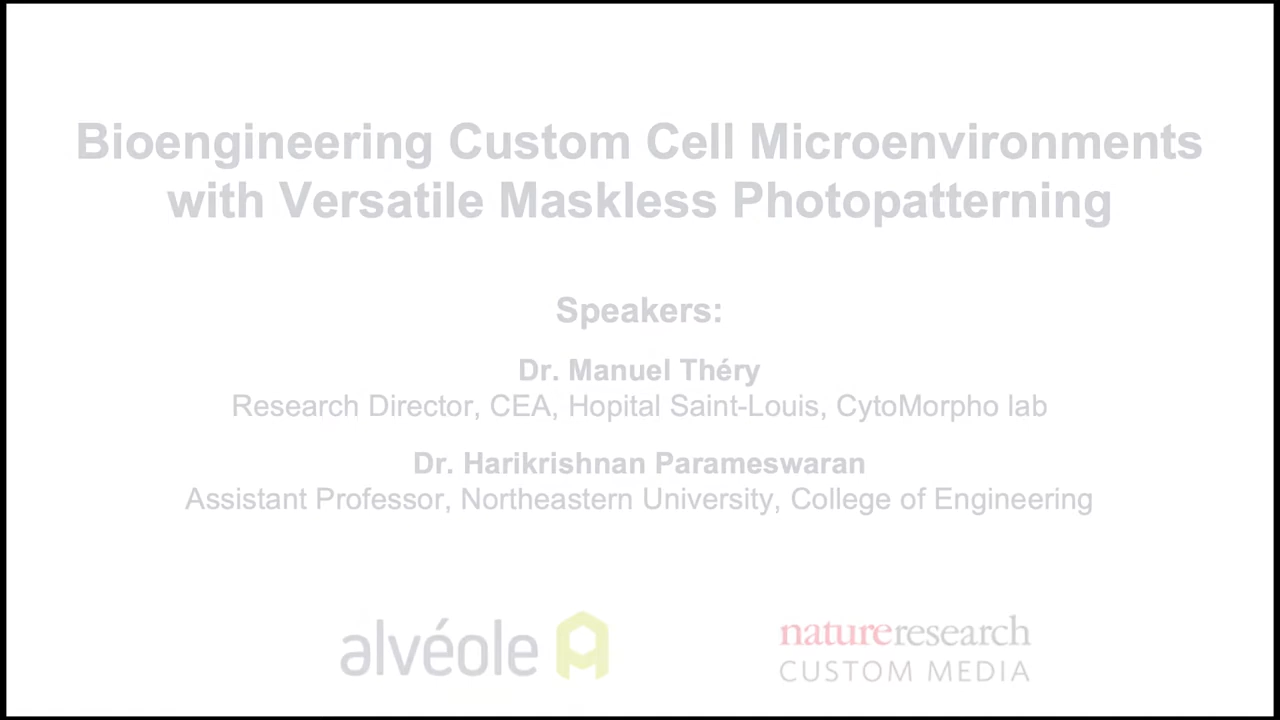 Bioengineering Custom Cell Microenvironments
with Versatile Maskless Photopatterning
Speakers:
Dr. Manuel Théry
Research Director, CEA, Hopital Saint-Louis, CytoMorpho lab
Dr. Harikrishnan Parameswaran
Assistant Professor, Northeastern University, College of Engineering
alvéole
natureresearch
CUSTOM MEDIA